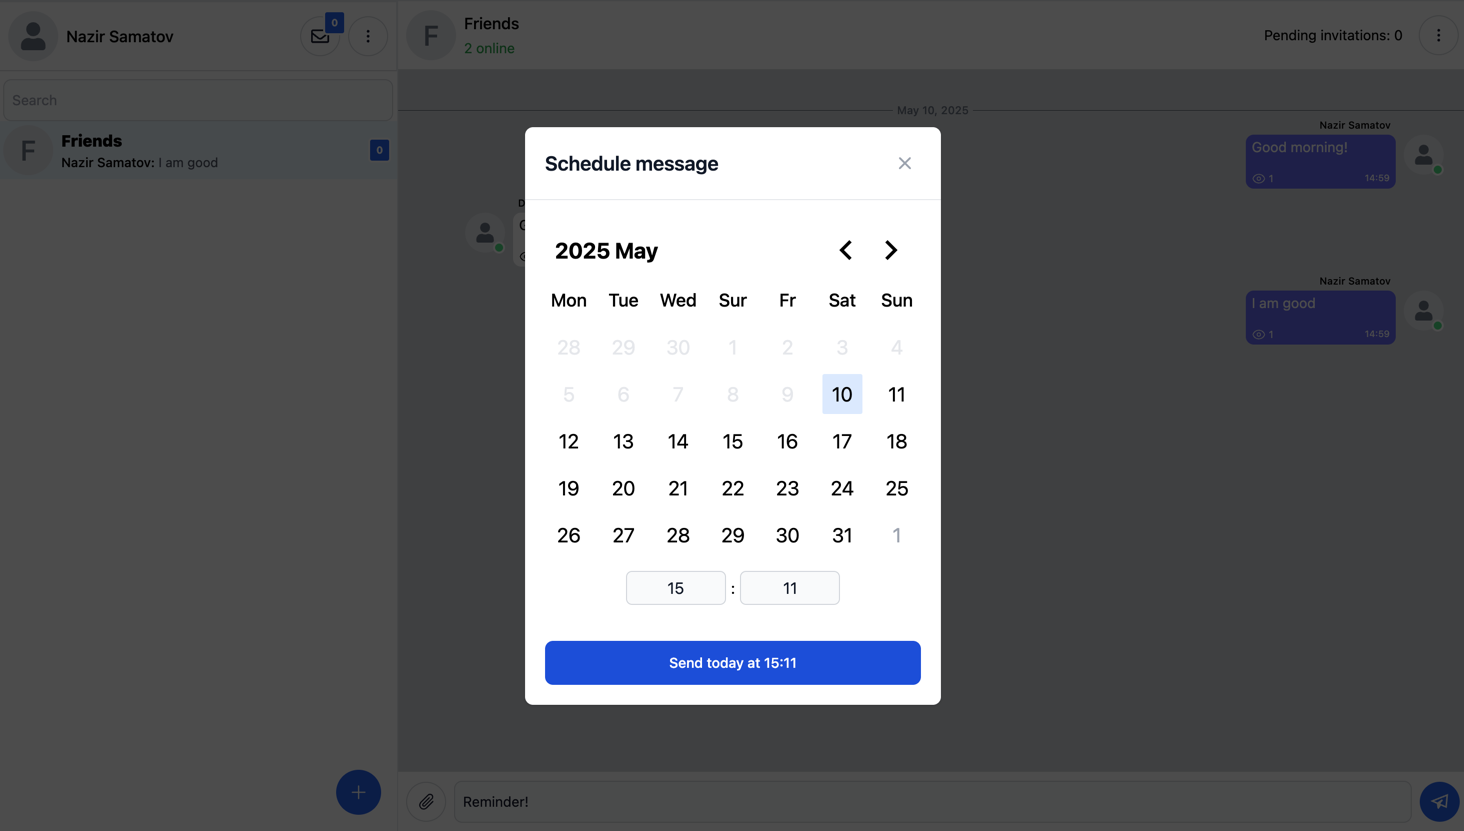 Nazir Samatov
0
Search
F
Friends
Nazir Samatov: I am good
0
F
Friends
2 online
Pending invitations: 0
May 10, 2025
Nazir Samatov
Good morning!
1
14:59
Nazir Samatov
I am good
1
14:59
Schedule message
2025 May
Mon Tue Wed Sur Fr Sat Sun
28 29 30 1 2 3 4
5 6 7 8 9 10 11
12 13 14 15 16 17 18
19 20 21 22 23 24 25
26 27 28 29 30 31 1
15 : 11
Send today at 15:11
Reminder!